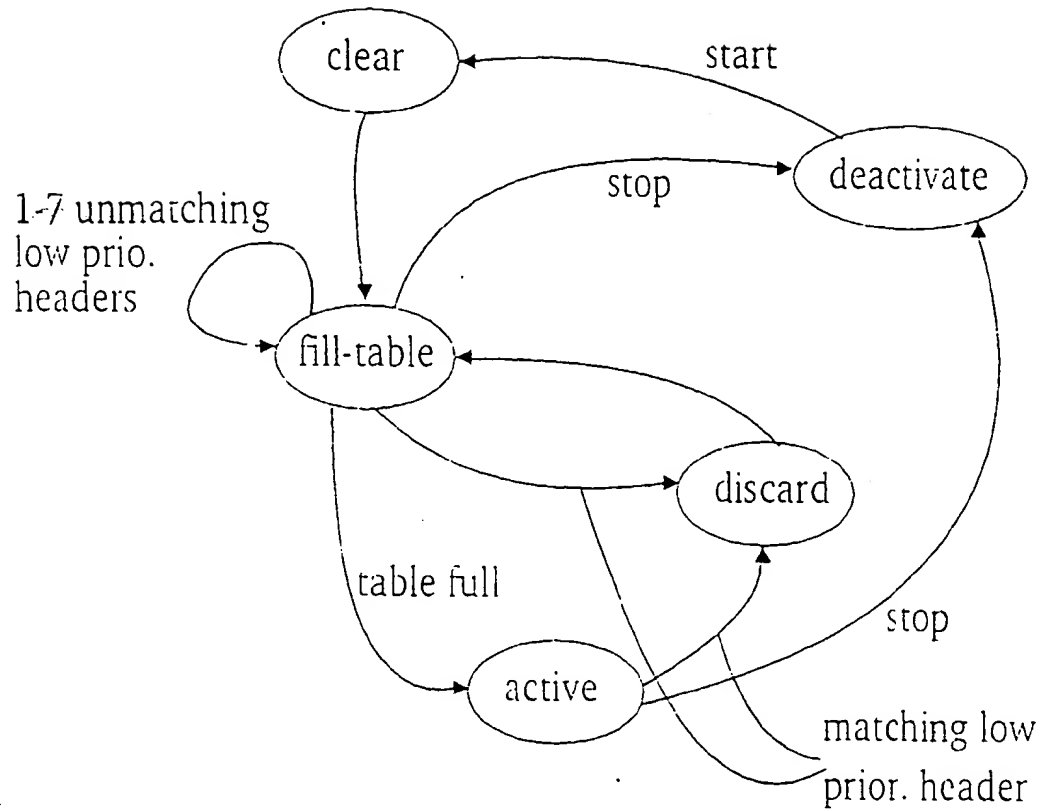 clear
start
deactivate
stop
1-7 unmatching
low prio.
headers
fill-table
discard
table full
stop
active
matching low
prior. header